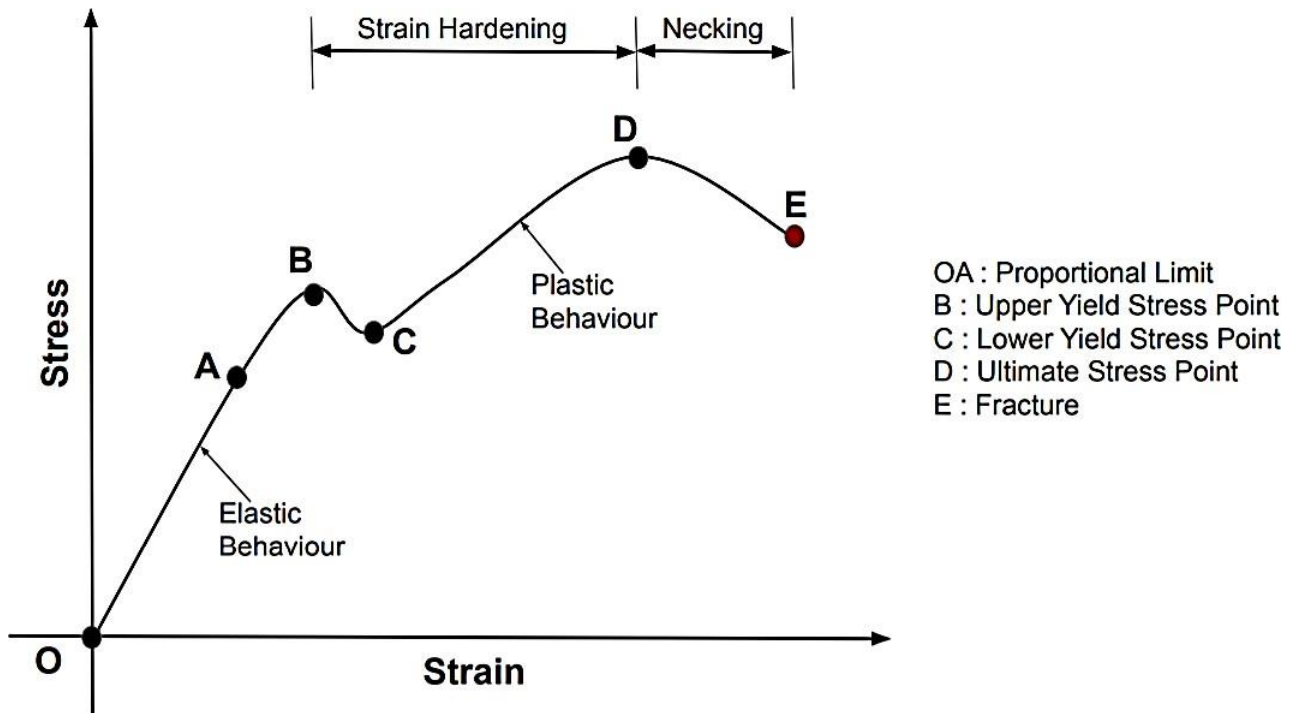 Strain Hardening
Necking
D
E
B
Plastic
Behaviour
C
A
Stress
Elastic
Behaviour
O
Strain
OA : Proportional Limit
B : Upper Yield Stress Point
C : Lower Yield Stress Point
D : Ultimate Stress Point
E : Fracture